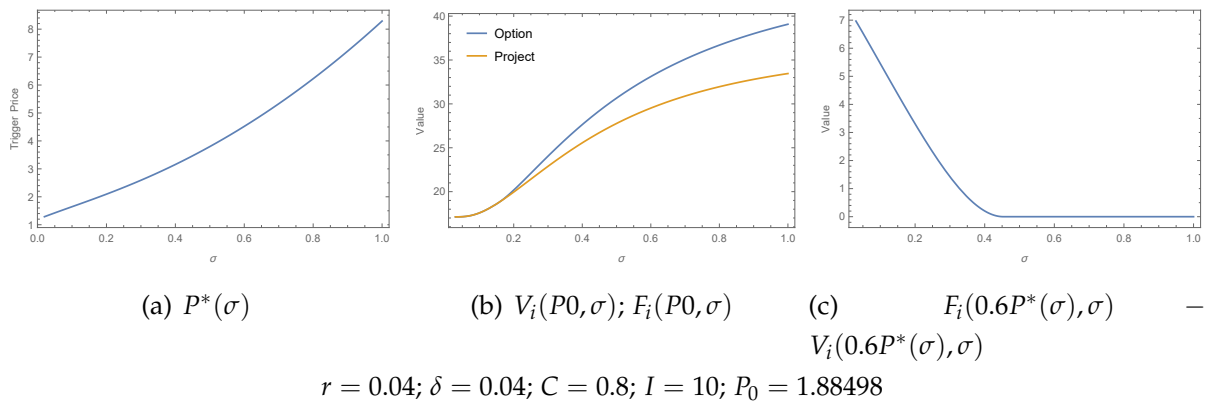 Trigger Price
8
7
6
5
4
3
2
1
0.0 0.2 0.4 0.6 0.8 1.0
σ
(a) P*(σ)
Option
Project
Value
40
35
30
25
20
0.2 0.4 0.6 0.8 1.0
σ
(b) V_i(P0, σ); F_i(P0, σ)
Value
7
6
5
4
3
2
1
0
0.2 0.4 0.6 0.8 1.0
σ
(c) F_i(0.6P*(σ), σ) −
V_i(0.6P*(σ), σ)
r = 0.04; δ = 0.04; C = 0.8; I = 10; P_0 = 1.88498